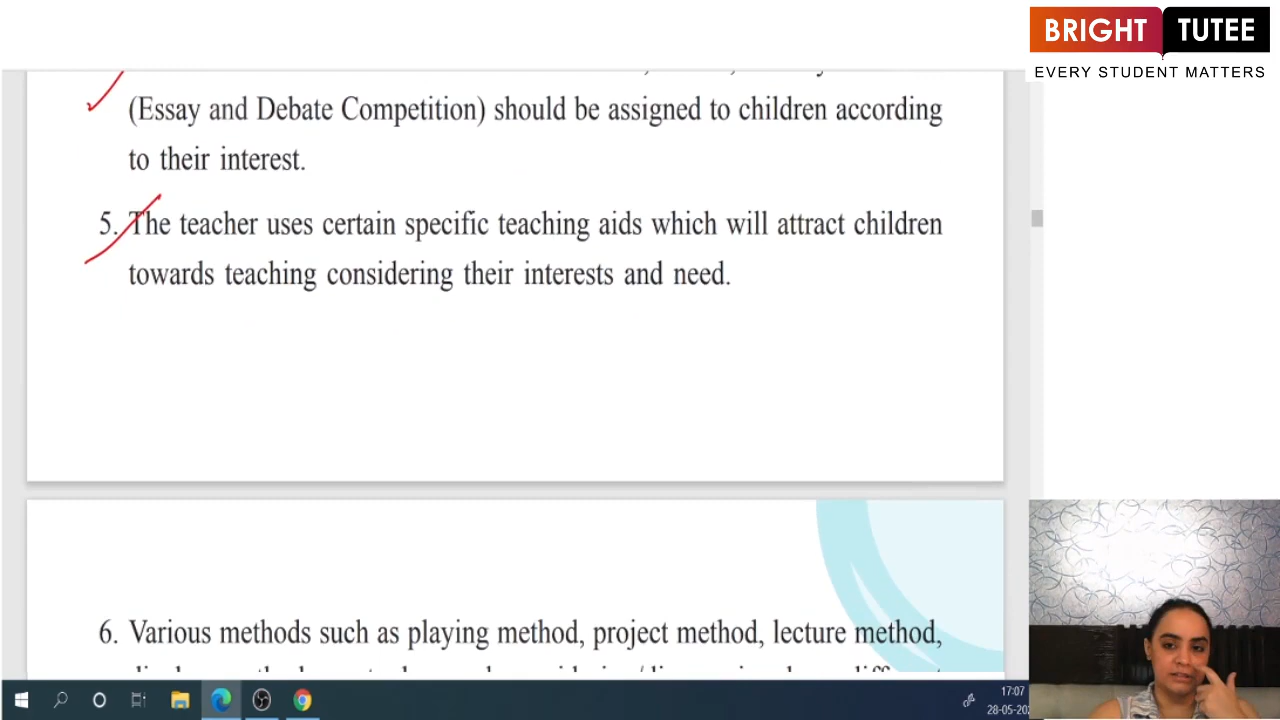 BRIGHT TUTEE
EVERY STUDENT MATTERS
(Essay and Debate Competition) should be assigned to children according
to their interest.
5. The teacher uses certain specific teaching aids which will attract children
towards teaching considering their interests and need.
6. Various methods such as playing method, project method, lecture method,
17:07
28-05-20